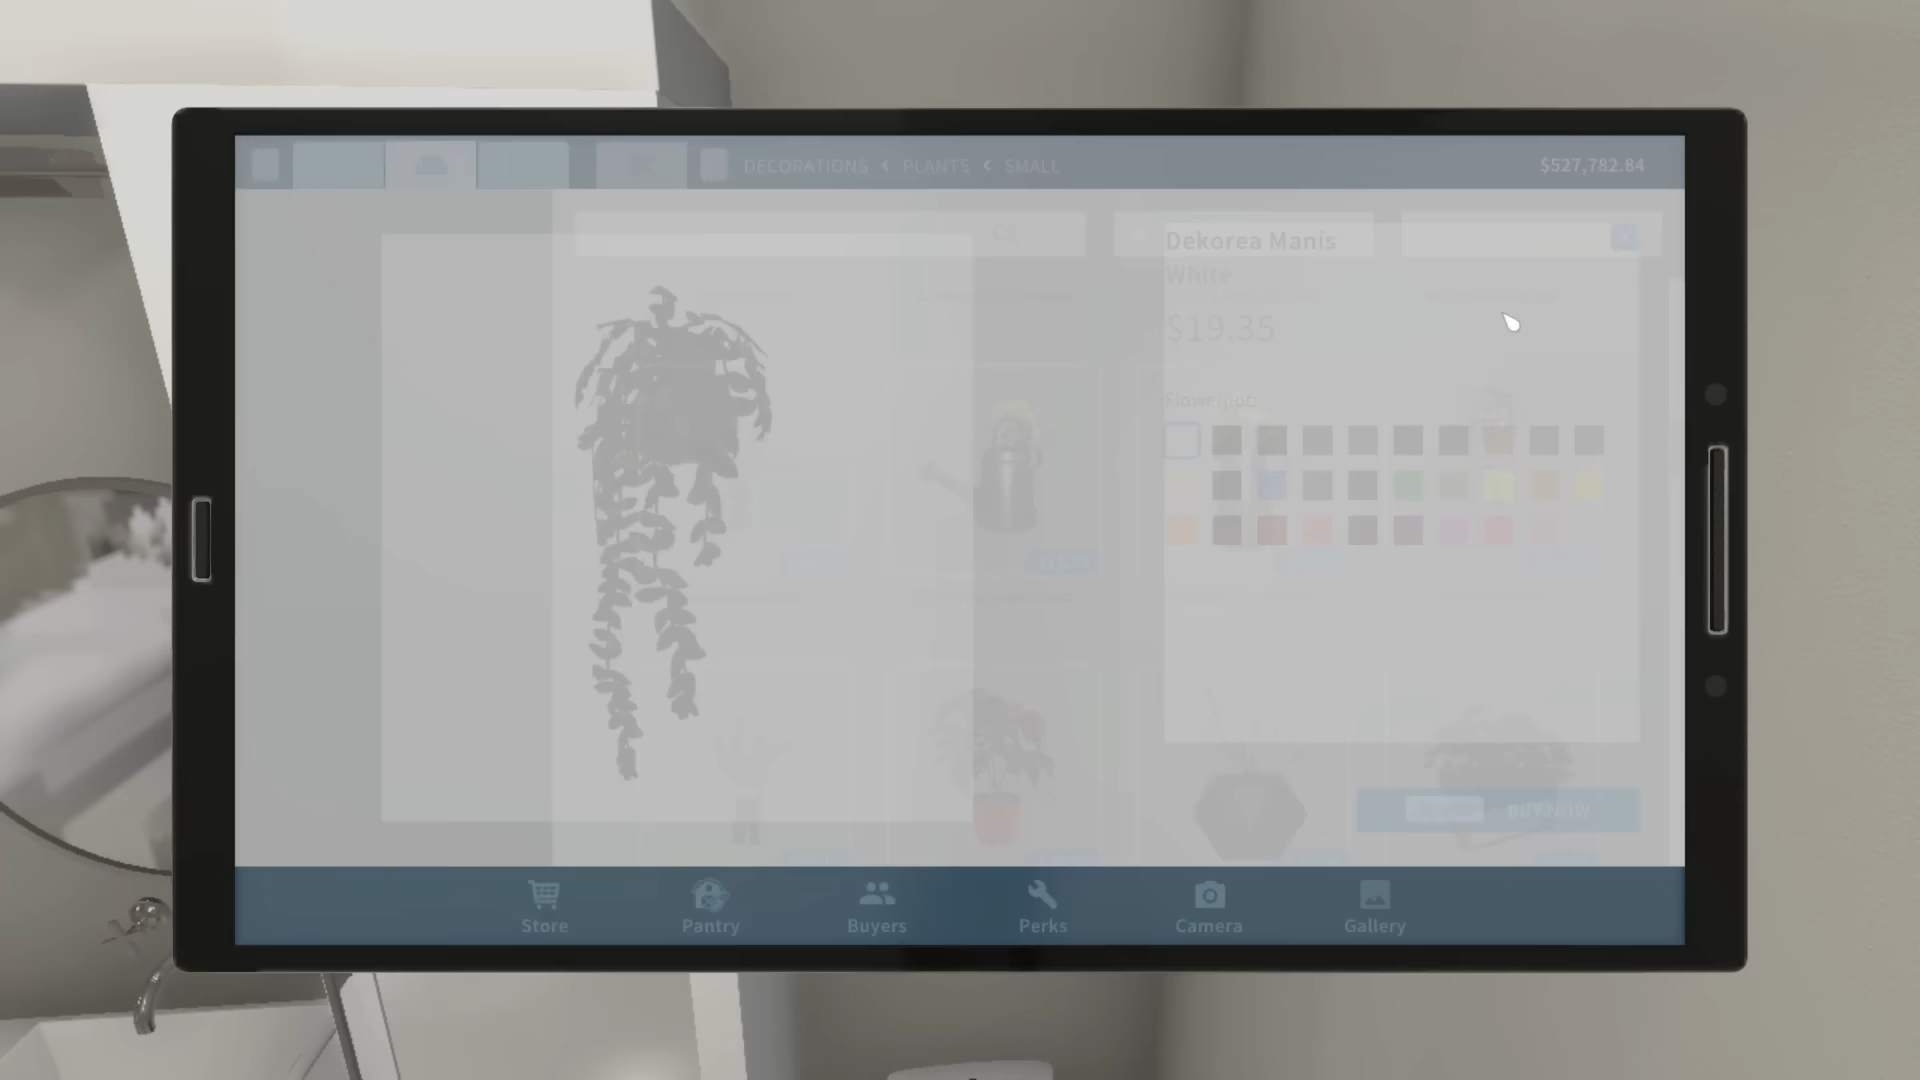 DECORATIONS < PLANTS < SMALL
$527,782.84
Dekorea Manis
White
$19.35
Flowerpot:
BUY NOW
Store
Pantry
Buyers
Perks
Camera
Gallery